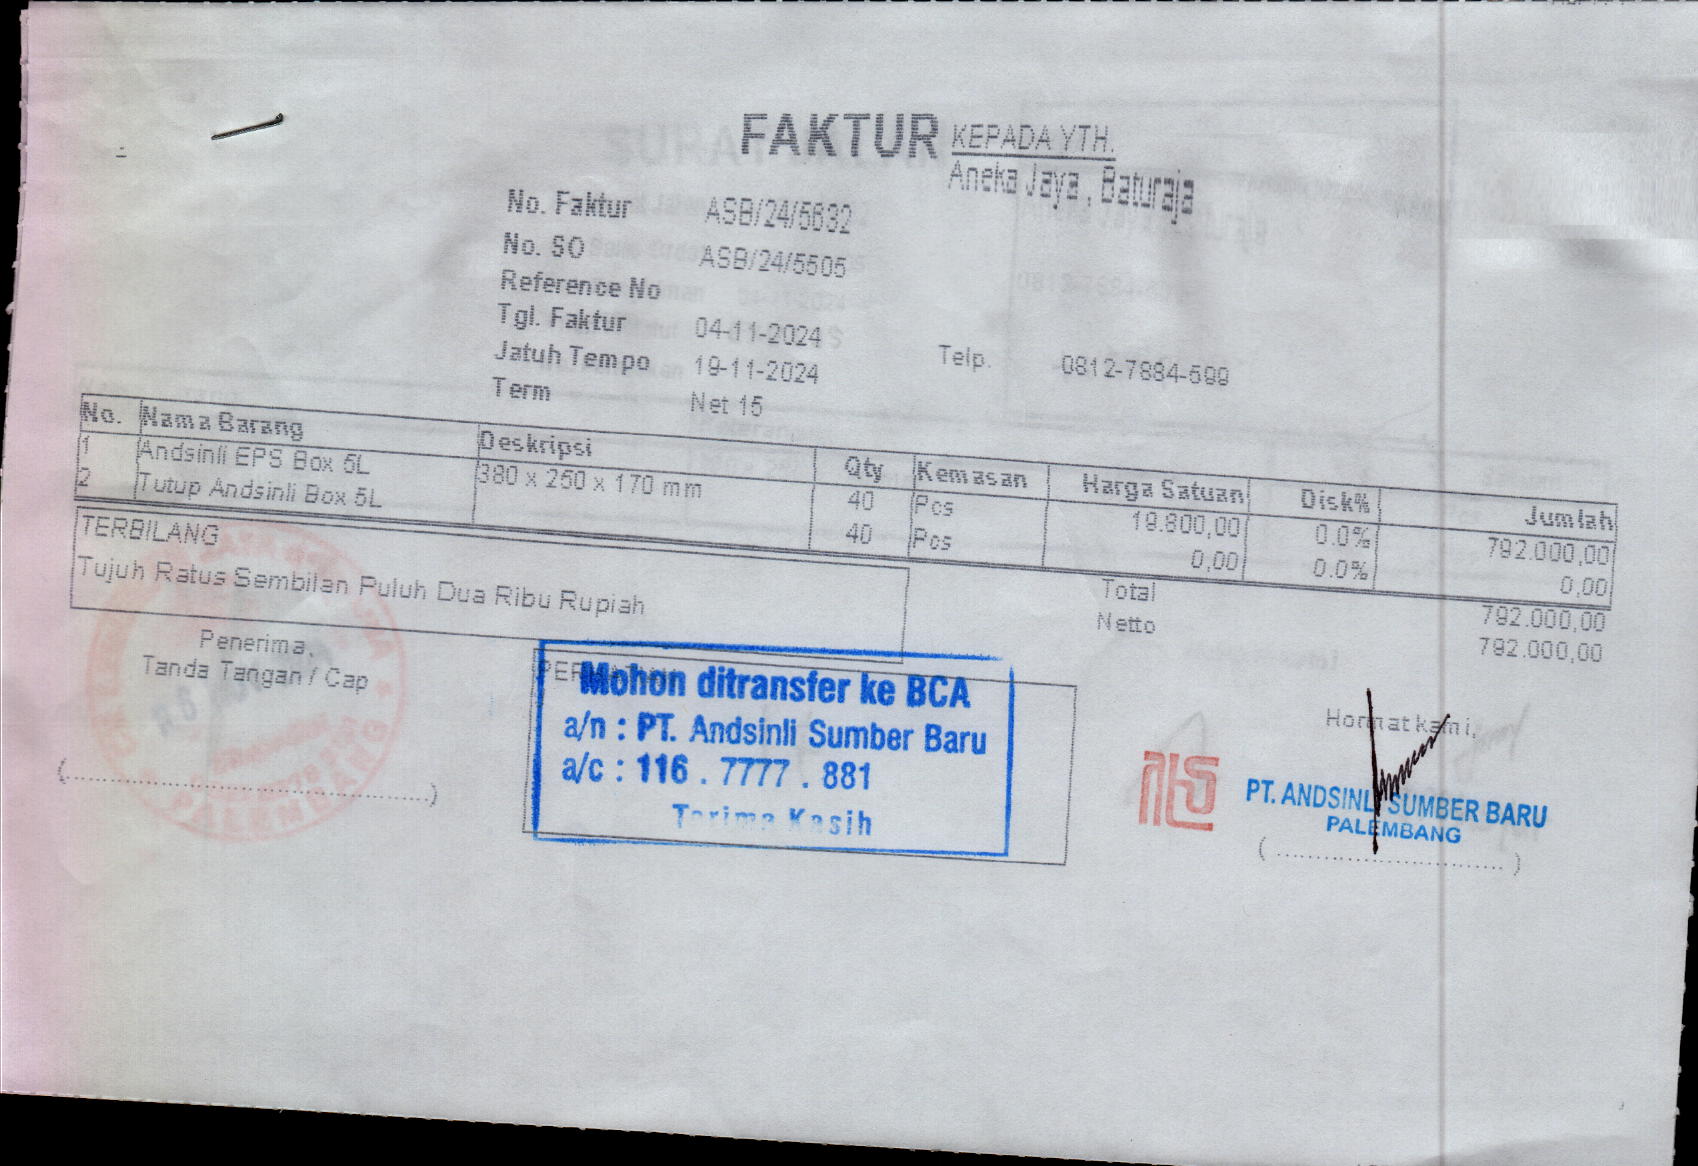 FAKTUR
KEPADA YTH.
Aneka Jaya , Baturaja
No. Faktur ASB/24/5632
No. SO ASB/24/5505
Reference No
Tgl. Faktur 04-11-2024
Jatuh Tempo 19-11-2024
Term Net 15
Telp. 0812-7884-599
No. Nama Barang Deskripsi Qty Kemasan Harga Satuan Disk% Jumlah
1 Andsinli EPS Box 5L 380 x 250 x 170 mm 40 Pcs 19.800,00 0.0% 792.000,00
2 Tutup Andsinli Box 5L 40 Pcs 0,00 0.0% 0,00
Total 792.000,00
Netto 792.000,00
TERBILANG
Tujuh Ratus Sembilan Puluh Dua Ribu Rupiah
Penerima,
Tanda Tangan / Cap
(....................................................)
Mohon ditransfer ke BCA
a/n : PT. Andsinli Sumber Baru
a/c : 116 . 7777 . 881
Terima Kasih
Hormat kami,
PT. ANDSINLI SUMBER BARU
PALEMBANG
( ................................ )
PALEMBANG